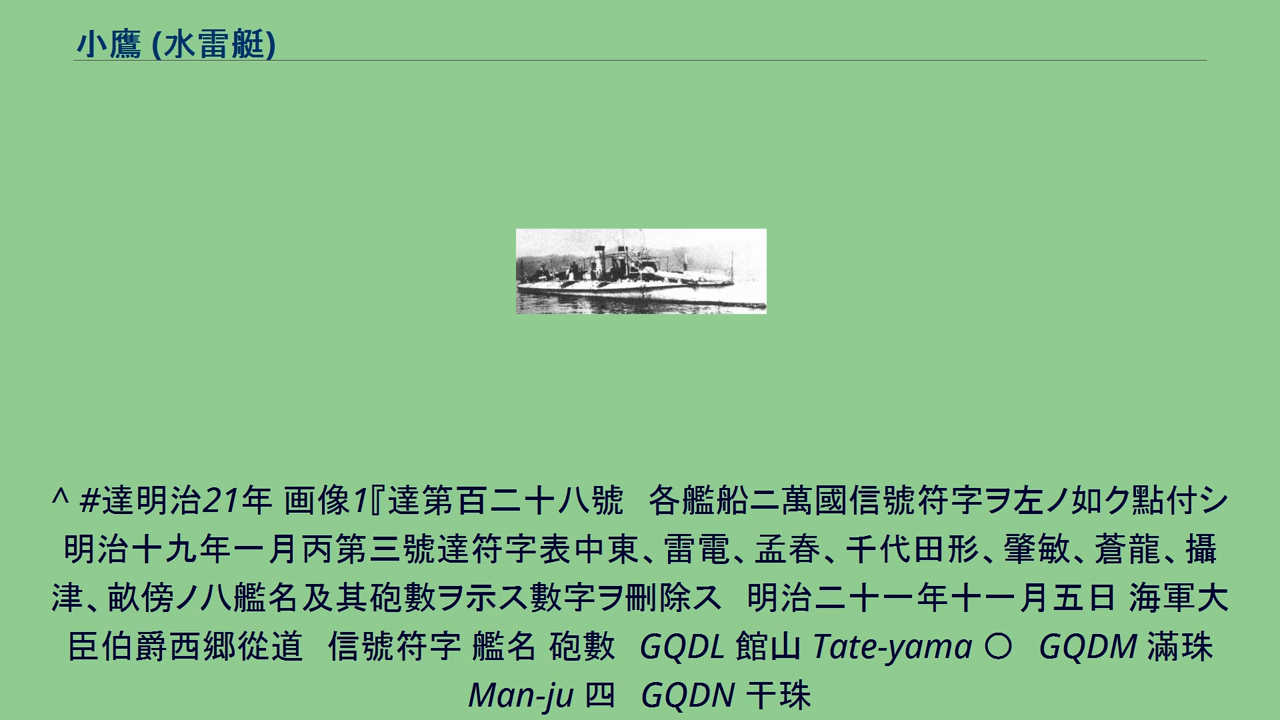 小鷹 (水雷艇)
^ #達明治21年 画像1『達第百二十八號　各艦船ニ萬國信號符字ヲ左ノ如ク點付シ
明治十九年一月丙第三號達符字表中東、雷電、孟春、千代田形、肇敏、蒼龍、攝
津、畝傍ノ八艦名及其砲數ヲ示ス數字ヲ刪除ス　明治二十一年十一月五日 海軍大
臣伯爵西郷從道　信號符字 艦名 砲數　GQDL 館山 Tate-yama 〇　GQDM 滿珠
Man-ju 四　GQDN 干珠